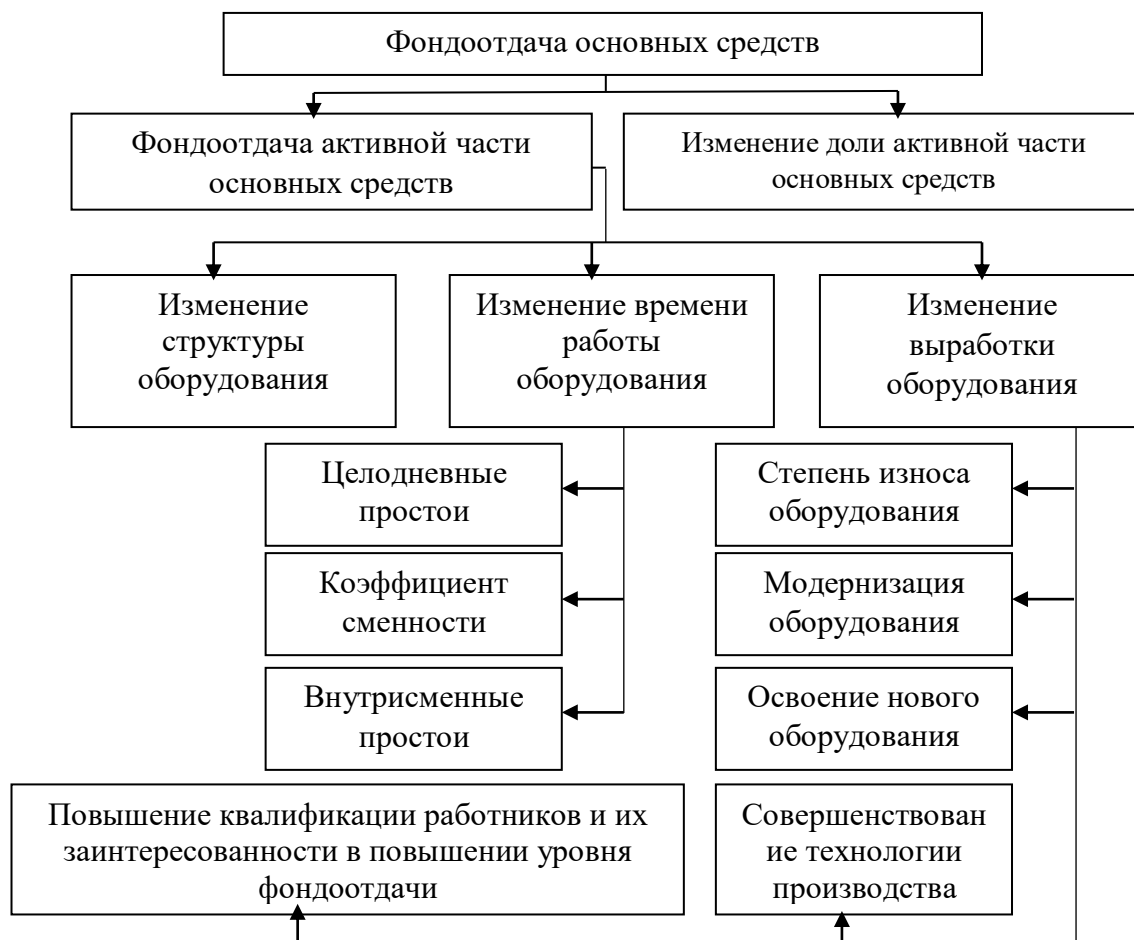 Фондоотдача основных средств
Фондоотдача активной части
основных средств
Изменение доли активной части
основных средств
Изменение
структуры
оборудования
Изменение времени
работы
оборудования
Изменение
выработки
оборудования
Целодневные
простои
Степень износа
оборудования
Коэффициент
сменности
Модернизация
оборудования
Внутрисменные
простои
Освоение нового
оборудования
Повышение квалификации работников и их
заинтересованности в повышении уровня
фондоотдачи
Совершенствован
ие технологии
производства